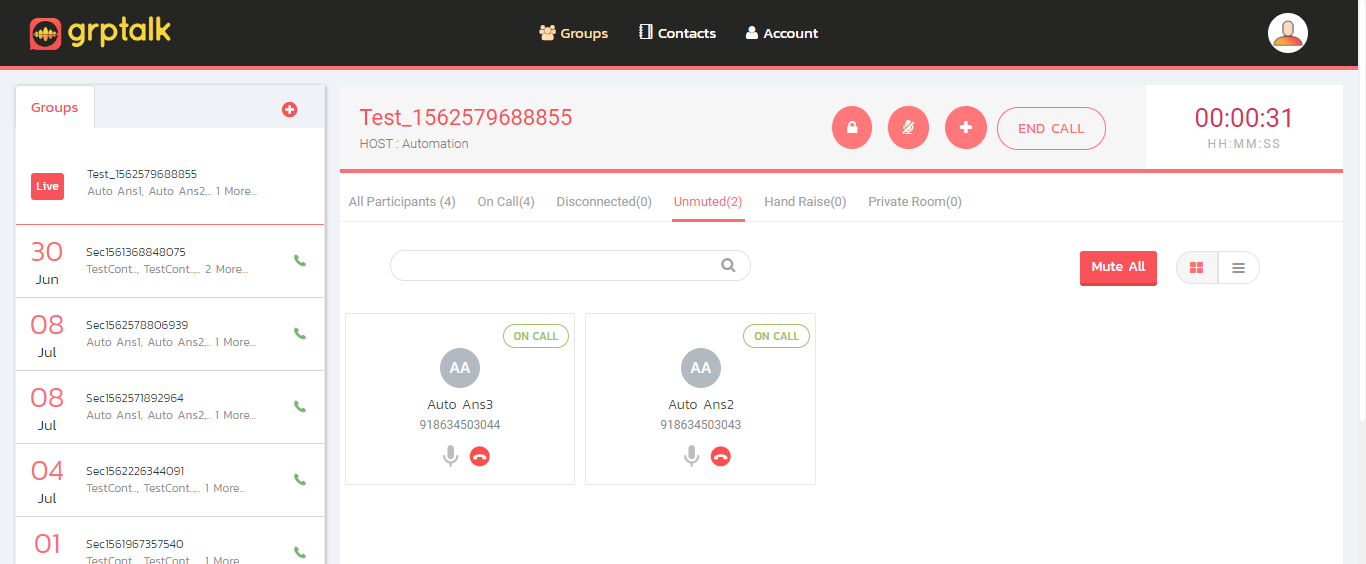 grptalk
Groups Contacts Account
Groups
Live
Test_1562579688855
Auto Ans1, Auto Ans2,.. 1 More...
30
Jun
Sec1561368848075
TestCont.., TestCont..,.. 2 More...
08
Jul
Sec1562578806939
Auto Ans1, Auto Ans2,.. 1 More...
08
Jul
Sec1562571892964
Auto Ans1, Auto Ans2,.. 1 More...
04
Jul
Sec1562226344091
TestCont.., TestCont..,.. 1 More...
01
Sec1561967357540
TestCont.., TestCont..,.. 1 More...
Test_1562579688855
HOST : Automation
END CALL
00:00:31
HH:MM:SS
All Participants (4) On Call(4) Disconnected(0) Unmuted(2) Hand Raise(0) Private Room(0)
Mute All
ON CALL
AA
Auto Ans3
918634503044
ON CALL
AA
Auto Ans2
918634503043